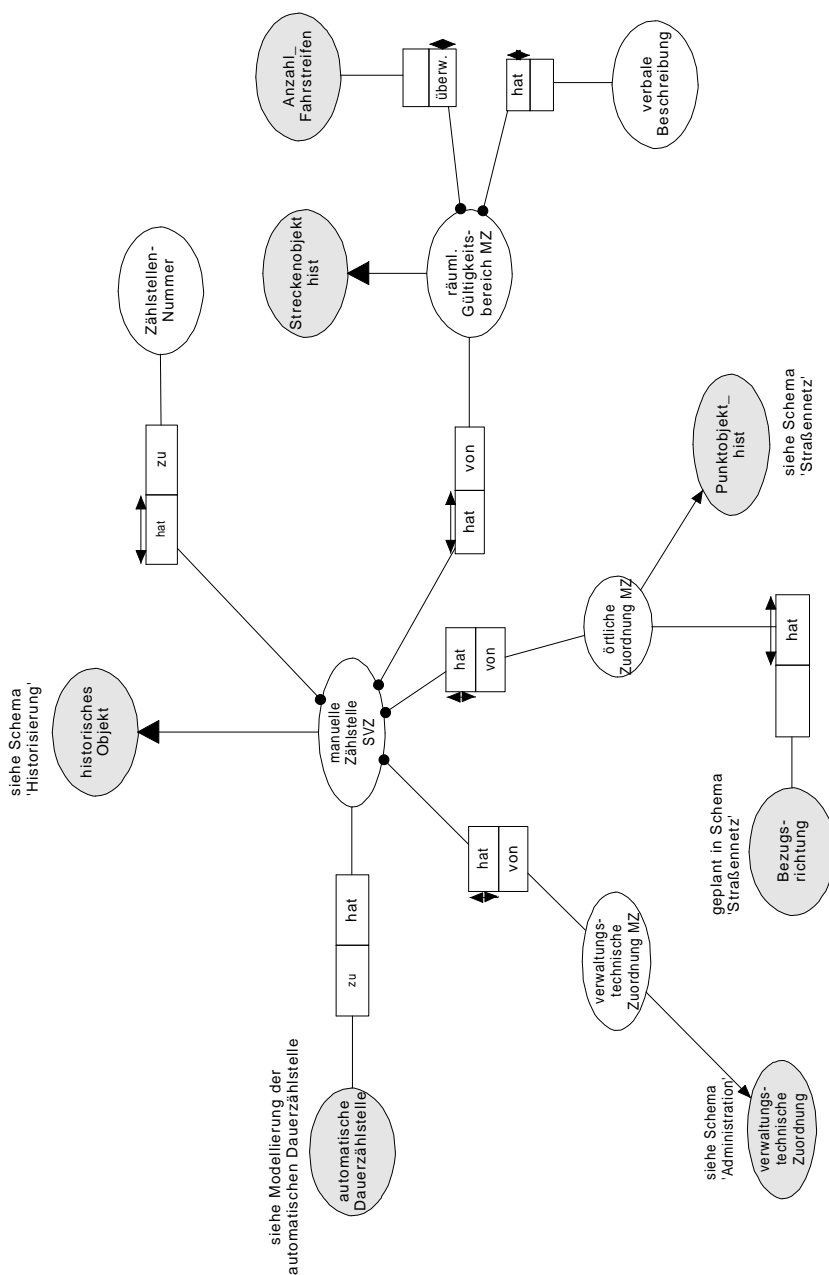 siehe Schema
'Historisierung'
historisches
Objekt
Zählstellen-
Nummer
Anzahl_
Fahrstreifen
Streckenobjekt
hist
überw.
hat
zu
siehe Modellierung der
automatischen Dauerzählstelle
automatische
Dauerzählstelle
zu
hat
manuelle
Zählstelle
SVZ
hat
von
räuml.
Gültigkeits-
bereich MZ
hat
verbale
Beschreibung
hat
von
hat
von
verwaltungs-
technische
Zuordnung MZ
örtliche
Zuordnung MZ
Punktobjekt_
hist
siehe Schema
'Straßennetz'
siehe Schema
'Administration'
verwaltungs-
technische
Zuordnung
geplant in Schema
'Straßennetz'
Bezugs-
richtung
hat